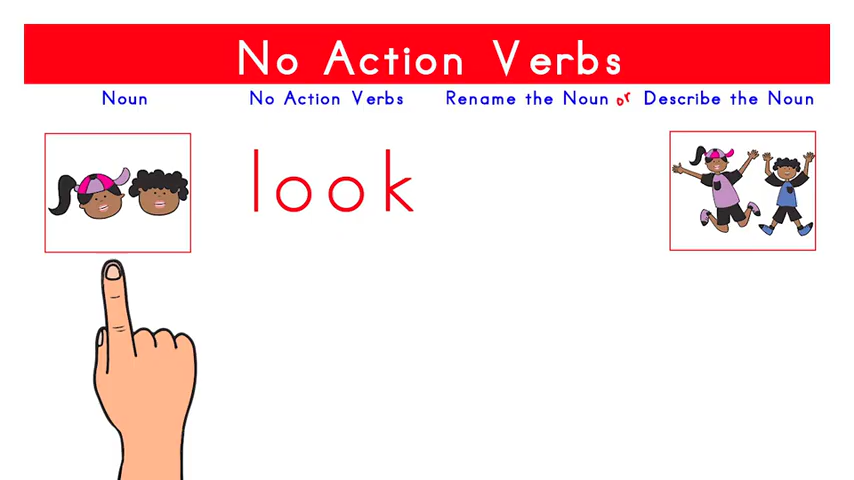 No Action Verbs
Noun No Action Verbs Rename the Noun or Describe the Noun
look